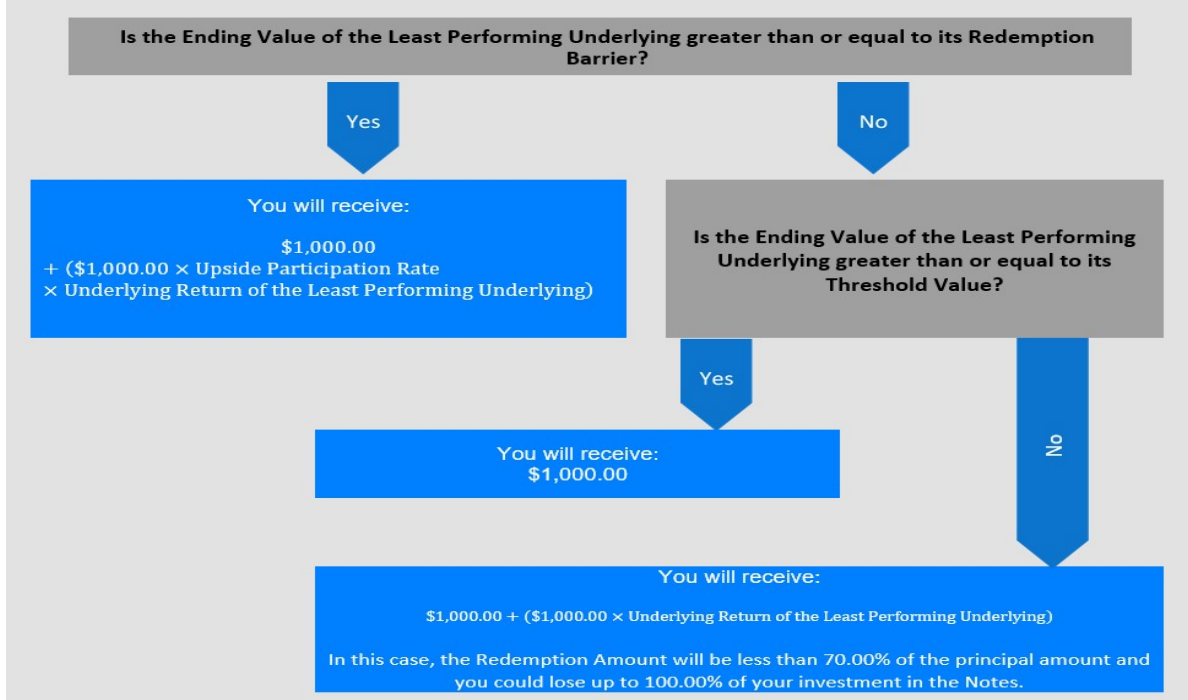 Is the Ending Value of the Least Performing Underlying greater than or equal to its Redemption
Barrier?
Yes
No
You will receive:
$1,000.00
+ ($1,000.00 × Upside Participation Rate
× Underlying Return of the Least Performing Underlying)
Is the Ending Value of the Least Performing
Underlying greater than or equal to its
Threshold Value?
Yes
No
You will receive:
$1,000.00
You will receive:
$1,000.00 + ($1,000.00 × Underlying Return of the Least Performing Underlying)
In this case, the Redemption Amount will be less than 70.00% of the principal amount and
you could lose up to 100.00% of your investment in the Notes.